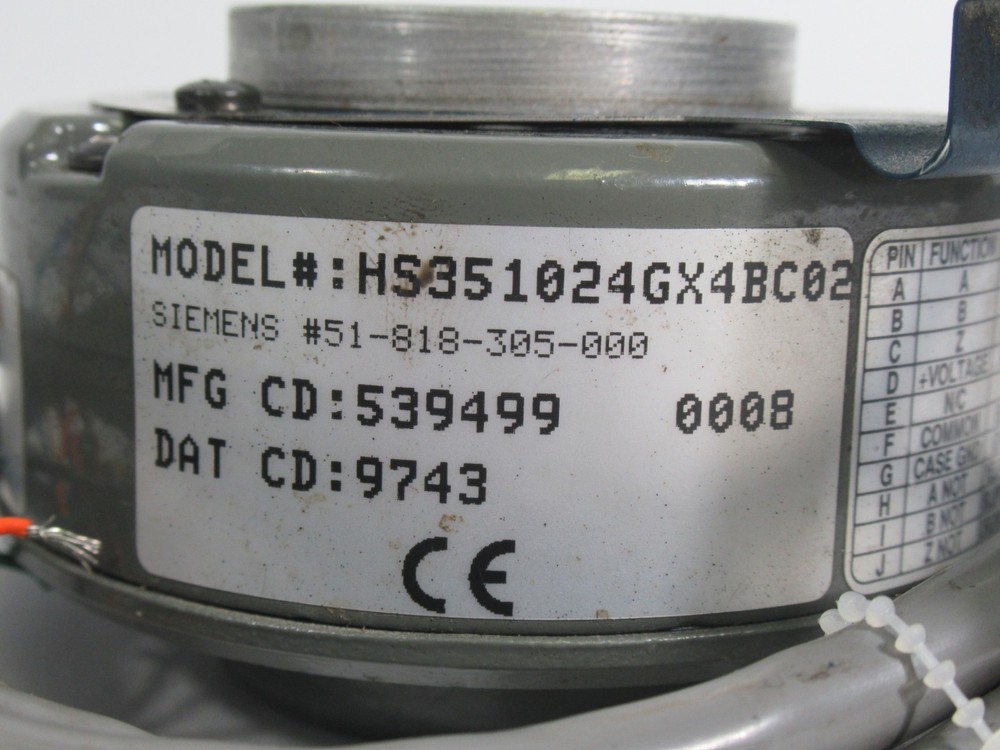 MODEL#:HS351024GX4BC02
SIEMENS #51-818-305-000
MFG CD:539499 0008
DAT CD:9743
CE
PIN FUNCTION
A A
B B
C Z
D +VOLTAGE
E NC
F COMMON
G CASE GND
H A NOT
I B NOT
J Z NOT